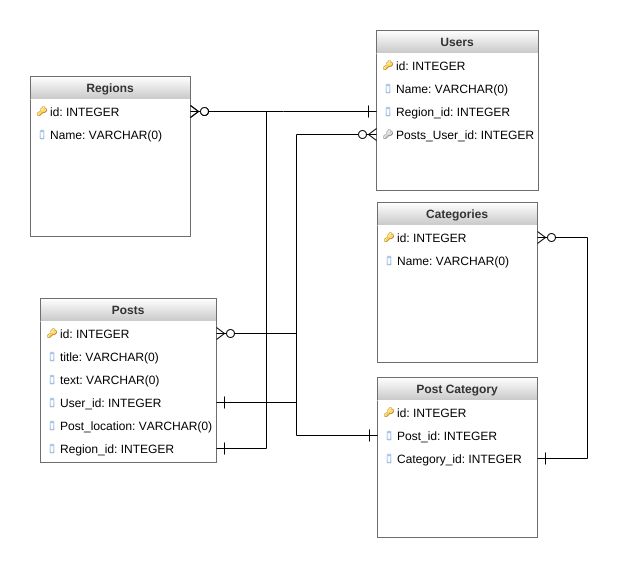 Users
id: INTEGER
Name: VARCHAR(0)
Region_id: INTEGER
Posts_User_id: INTEGER
Regions
id: INTEGER
Name: VARCHAR(0)
Categories
id: INTEGER
Name: VARCHAR(0)
Posts
id: INTEGER
title: VARCHAR(0)
text: VARCHAR(0)
User_id: INTEGER
Post_location: VARCHAR(0)
Region_id: INTEGER
Post Category
id: INTEGER
Post_id: INTEGER
Category_id: INTEGER